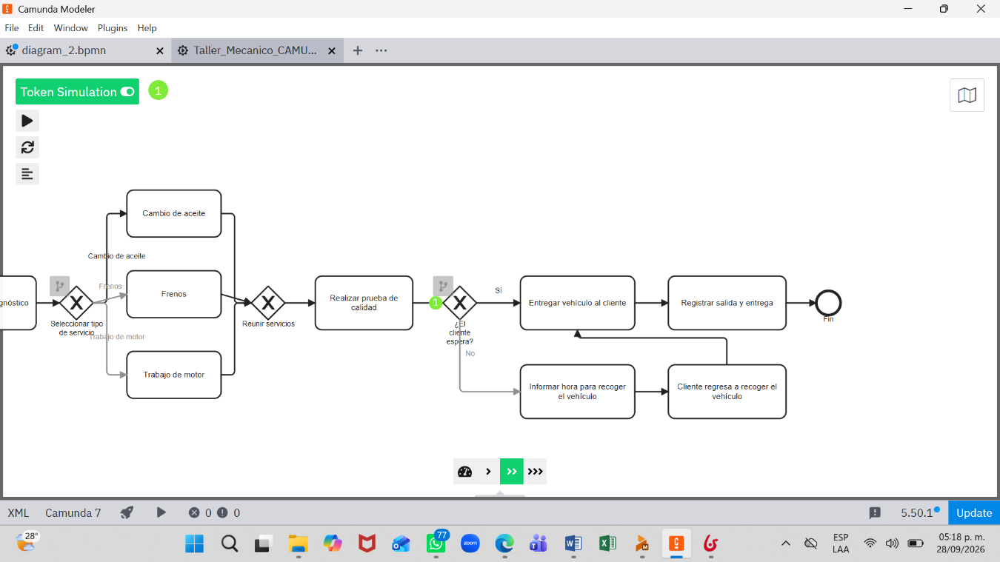 Camunda Modeler
File Edit Window Plugins Help
diagram_2.bpmn
Taller_Mecanico_CAMU...
Token Simulation
1
Cambio de aceite
Cambio de aceite
Frenos
Frenos
gnóstico
Seleccionar tipo
de servicio
Trabajo de motor
Trabajo de motor
Reunir servicios
Realizar prueba de
calidad
1
¿El
cliente
espera?
Sí
No
Entregar vehículo al cliente
Registrar salida y entrega
Fin
Informar hora para recoger
el vehículo
Cliente regresa a recoger el
vehículo
XML Camunda 7 0 0 5.50.1 Update
28°
77
zoom
ESP
LAA
05:18 p. m.
28/09/2026